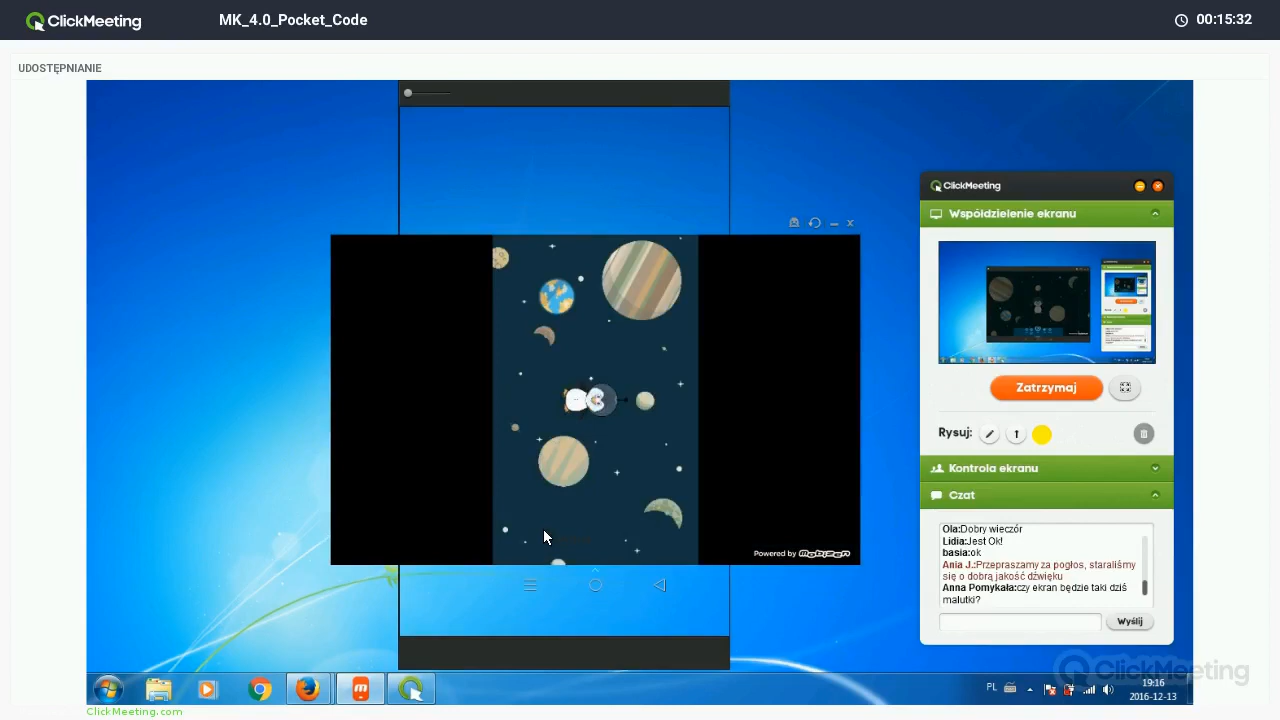 ClickMeeting
MK_4.0_Pocket_Code
00:15:32
UDOSTĘPNIANIE
ClickMeeting
Współdzielenie ekranu
Zatrzymaj
Rysuj:
Kontrola ekranu
Czat
Ola:Dobry wieczór
Lidia:Jest Ok!
basia:ok
Ania J.:Przepraszamy za pogłos, staraliśmy
się o dobrą jakość dźwięku
Anna Pomykała:czy ekran będzie taki dziś
malutki?
Wyślij
Powered by mobizen
ClickMeeting
PL
19:16
2016-12-13
ClickMeeting.com